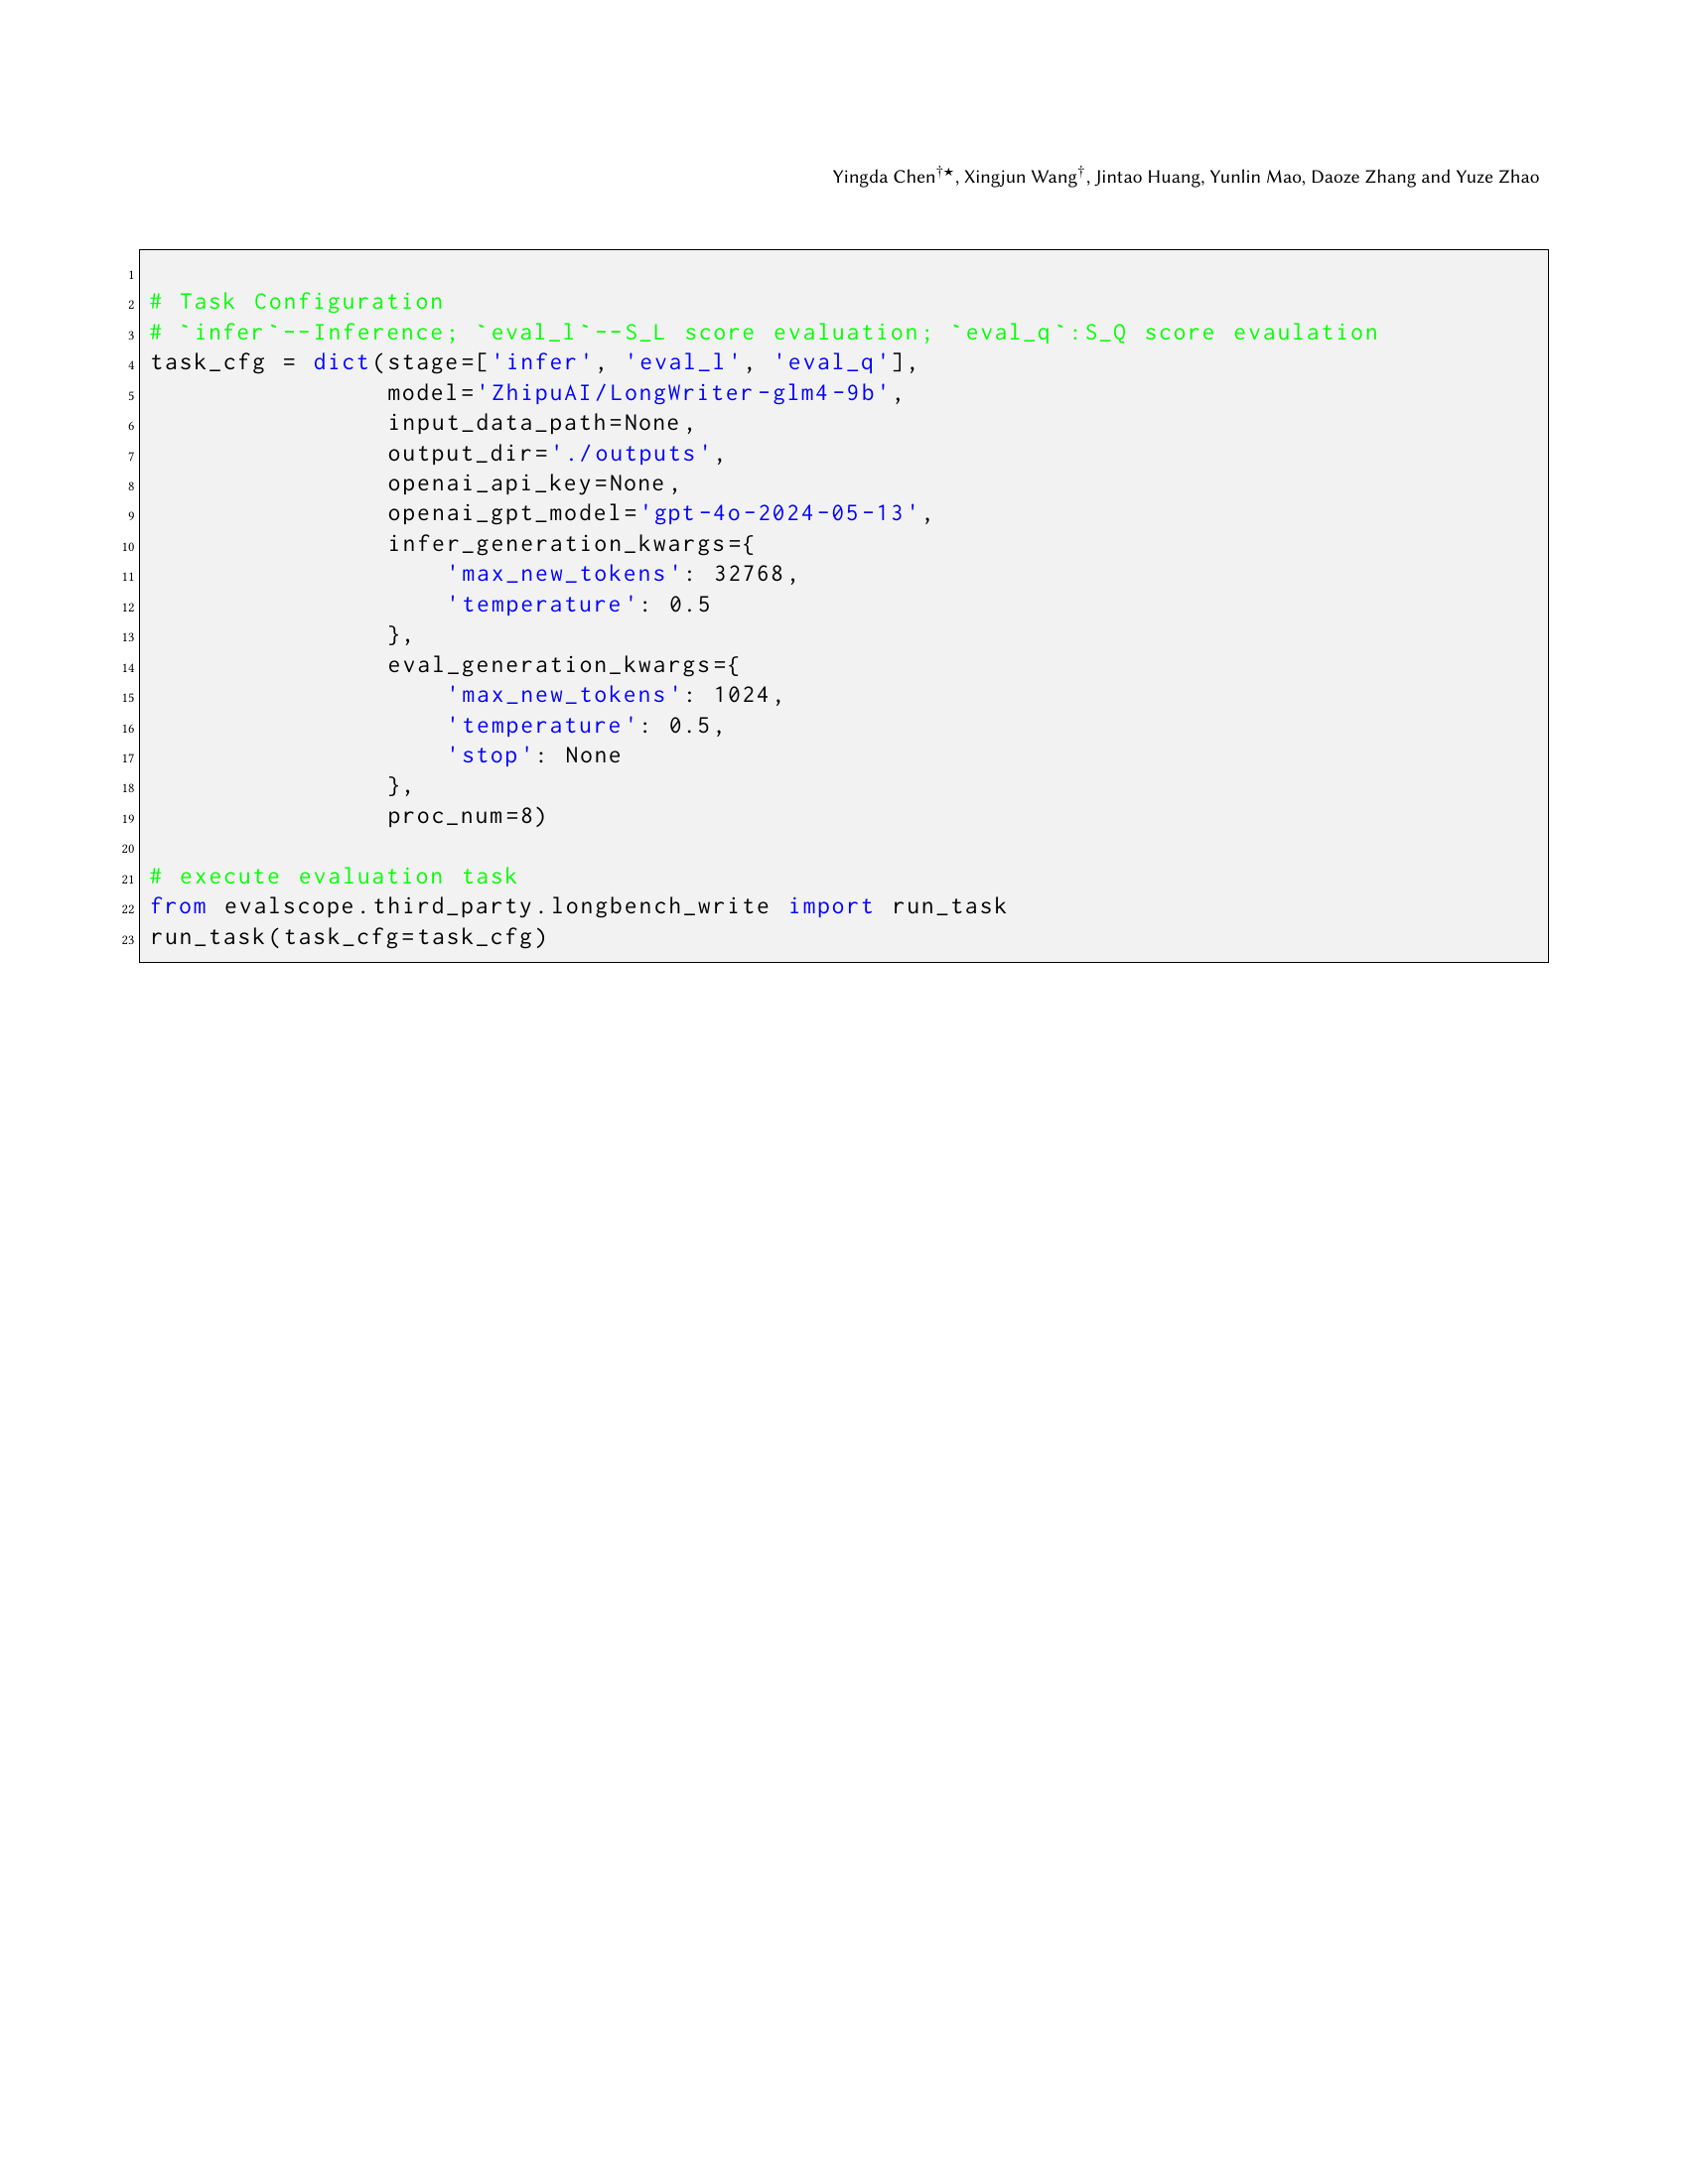 Yingda Chen†★, Xingjun Wang†, Jintao Huang, Yunlin Mao, Daoze Zhang and Yuze Zhao
1
2 # Task Configuration
3 # `infer`--Inference; `eval_l`--S_L score evaluation; `eval_q`:S_Q score evaulation
4 task_cfg = dict(stage=['infer', 'eval_l', 'eval_q'],
5                 model='ZhipuAI/LongWriter-glm4-9b',
6                 input_data_path=None,
7                 output_dir='./outputs',
8                 openai_api_key=None,
9                 openai_gpt_model='gpt-4o-2024-05-13',
10                 infer_generation_kwargs={
11                     'max_new_tokens': 32768,
12                     'temperature': 0.5
13                 },
14                 eval_generation_kwargs={
15                     'max_new_tokens': 1024,
16                     'temperature': 0.5,
17                     'stop': None
18                 },
19                 proc_num=8)
20
21 # execute evaluation task
22 from evalscope.third_party.longbench_write import run_task
23 run_task(task_cfg=task_cfg)